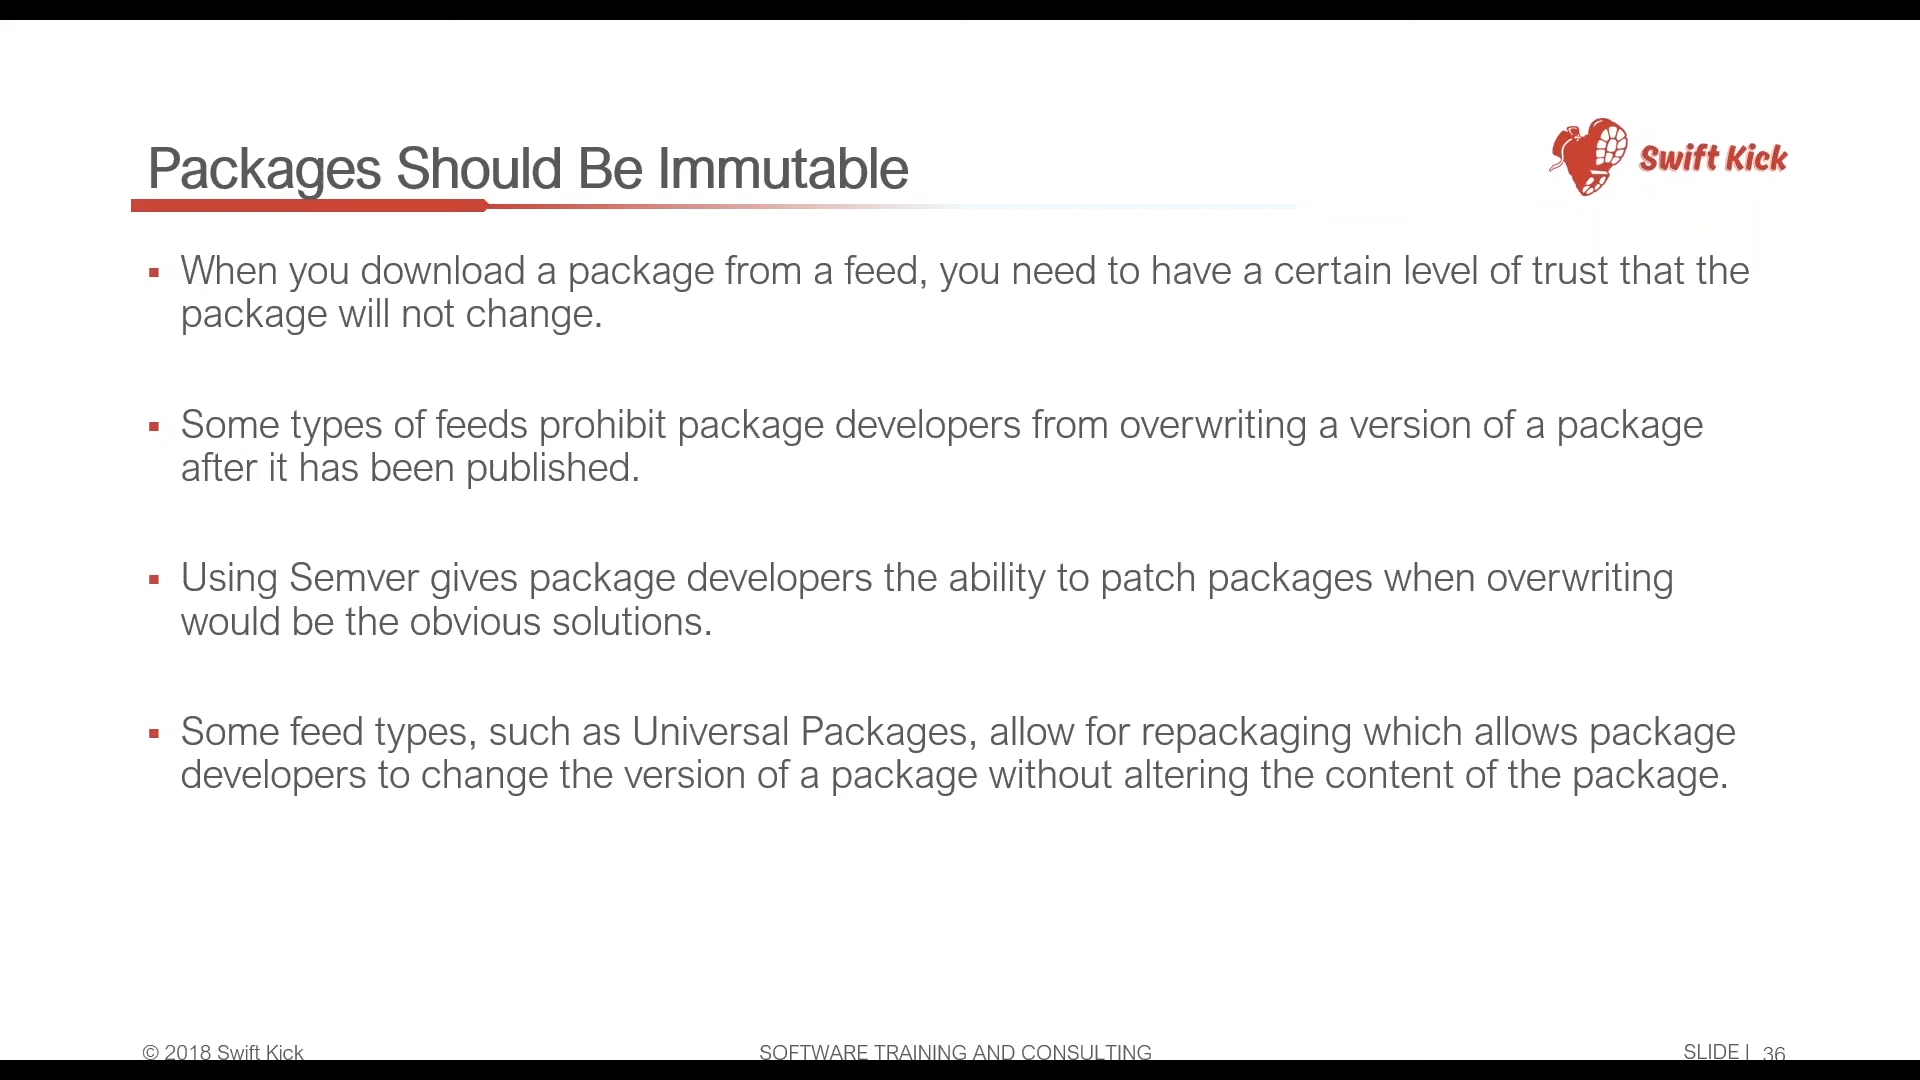 Packages Should Be Immutable
Swift Kick
▪ When you download a package from a feed, you need to have a certain level of trust that the
package will not change.
▪ Some types of feeds prohibit package developers from overwriting a version of a package
after it has been published.
▪ Using Semver gives package developers the ability to patch packages when overwriting
would be the obvious solutions.
▪ Some feed types, such as Universal Packages, allow for repackaging which allows package
developers to change the version of a package without altering the content of the package.
© 2018 Swift Kick
SOFTWARE TRAINING AND CONSULTING
SLIDE | 36